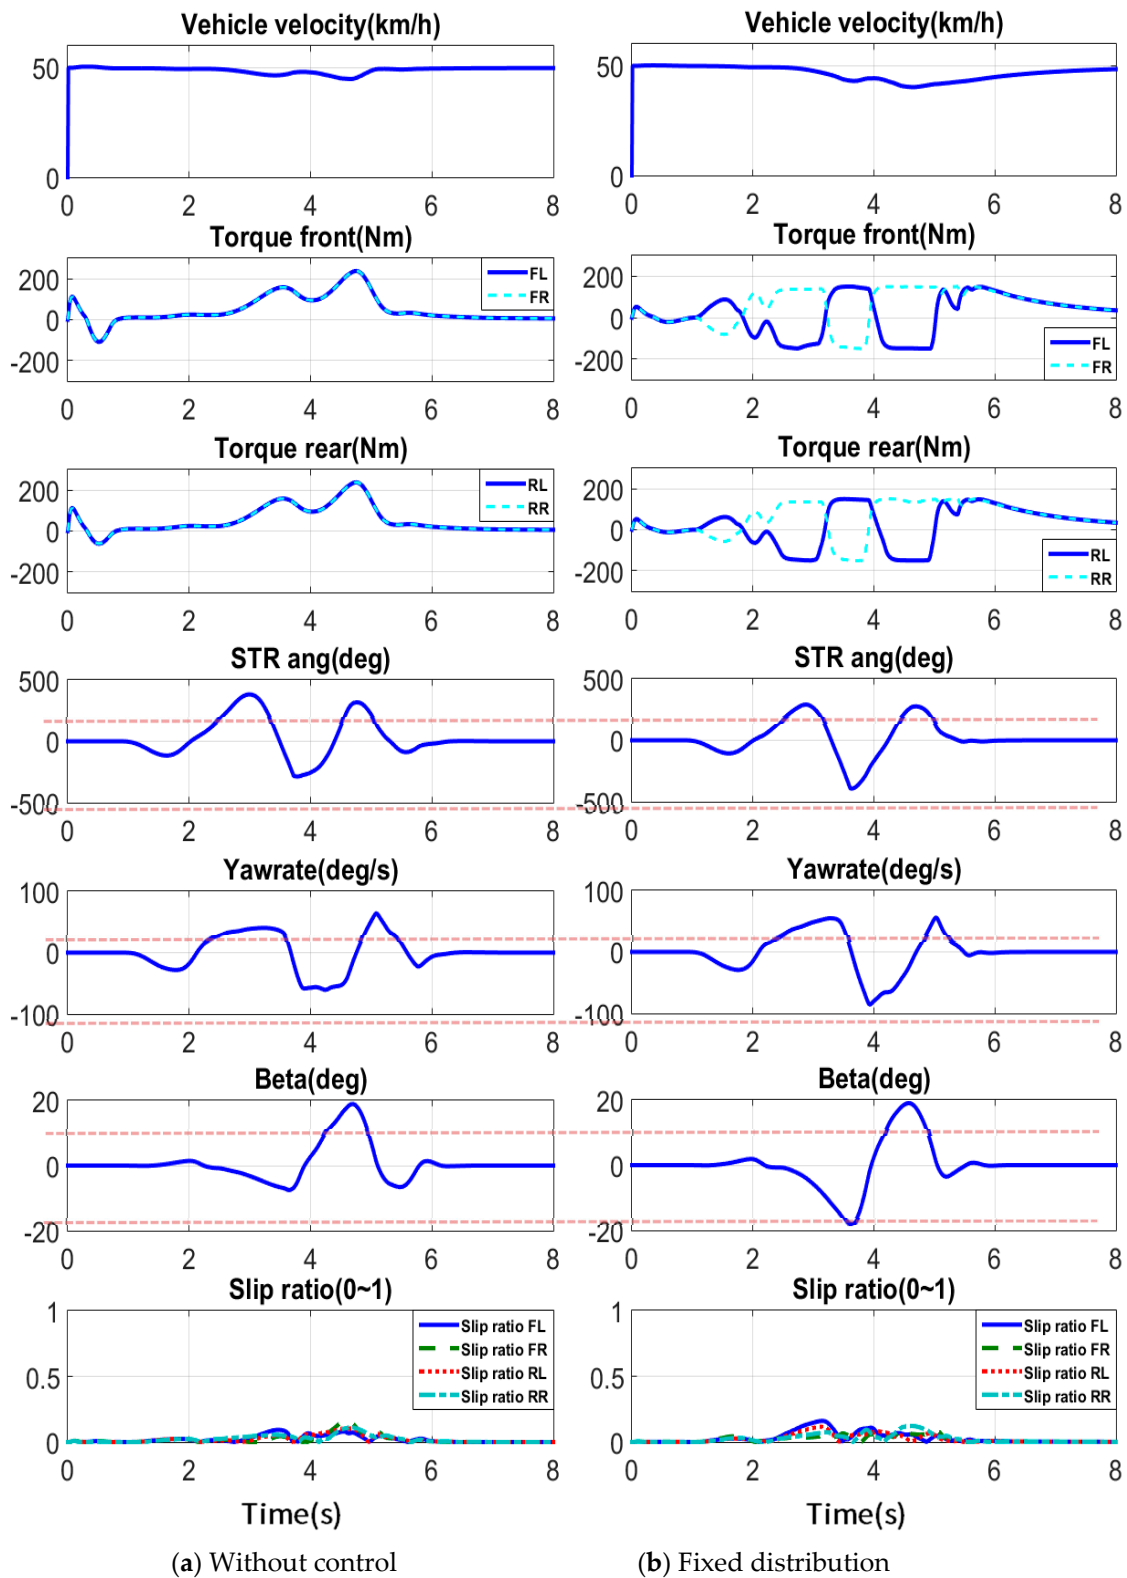 Vehicle velocity(km/h)
50
0
0 2 4 6 8
Torque front(Nm)
200
0
-200
FL
FR
0 2 4 6 8
Torque rear(Nm)
200
0
-200
RL
RR
0 2 4 6 8
STR ang(deg)
500
0
-500
0 2 4 6 8
Yawrate(deg/s)
100
0
-100
0 2 4 6 8
Beta(deg)
20
0
-20
0 2 4 6 8
Slip ratio(0~1)
1
0.5
0
Slip ratio FL
Slip ratio FR
Slip ratio RL
Slip ratio RR
0 2 4 6 8
Time(s)
(a) Without control
Vehicle velocity(km/h)
50
0
0 2 4 6 8
Torque front(Nm)
200
0
-200
FL
FR
0 2 4 6 8
Torque rear(Nm)
200
0
-200
RL
RR
0 2 4 6 8
STR ang(deg)
500
0
-500
0 2 4 6 8
Yawrate(deg/s)
100
0
-100
0 2 4 6 8
Beta(deg)
20
0
-20
0 2 4 6 8
Slip ratio(0~1)
1
0.5
0
Slip ratio FL
Slip ratio FR
Slip ratio RL
Slip ratio RR
0 2 4 6 8
Time(s)
(b) Fixed distribution